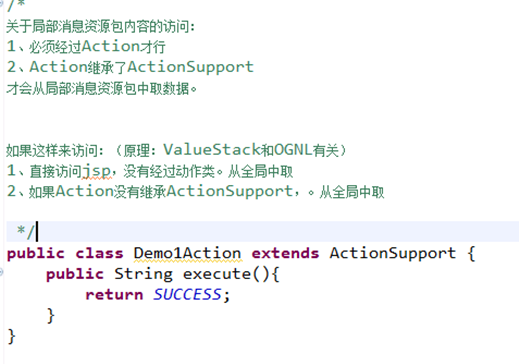 /*
关于局部消息资源包内容的访问:
1、必须经过Action才行
2、Action继承了ActionSupport
才会从局部消息资源包中取数据。
如果这样来访问:（原理：ValueStack和OGNL有关）
1、直接访问jsp，没有经过动作类。从全局中取
2、如果Action没有继承ActionSupport，。从全局中取
*/
public class Demo1Action extends ActionSupport {
public String execute(){
return SUCCESS;
}
}